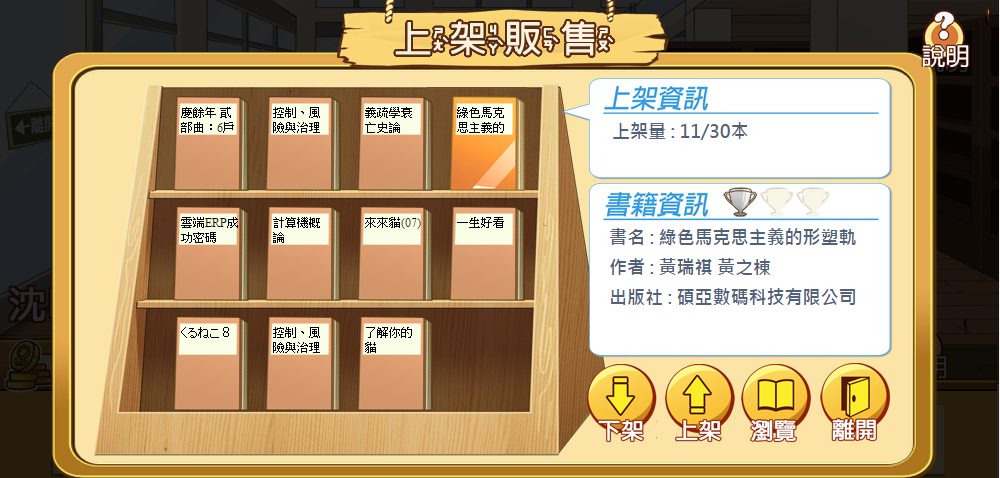 上架販售
說明
慶餘年 貳
部曲：6戶
控制、風
險與治理
義疏學衰
亡史論
綠色馬克
思主義的
雲端ERP成
功密碼
計算機概
論
來來貓(07)
一生好看
くるねこ８
控制、風
險與治理
了解你的
貓
上架資訊
上架量 : 11/30本
書籍資訊
書名 : 綠色馬克思主義的形塑軌
作者 : 黃瑞祺 黃之棟
出版社 : 碩亞數碼科技有限公司
下架
上架
瀏覽
離開